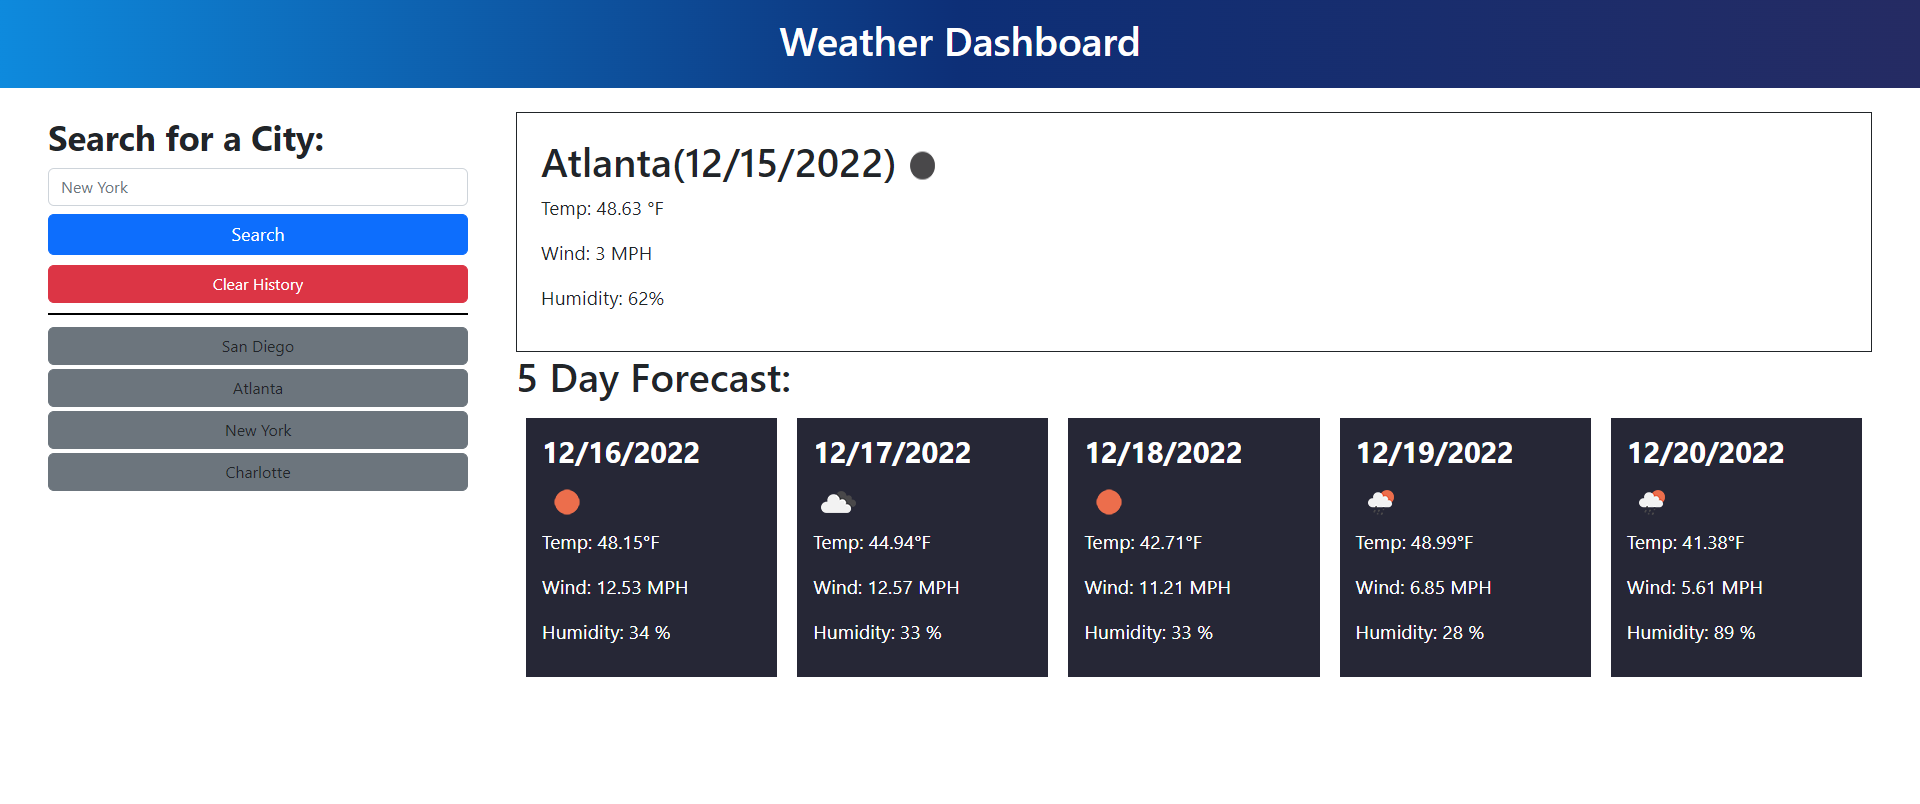 Weather Dashboard
Search for a City:
New York
Search
Clear History
San Diego
Atlanta
New York
Charlotte
Atlanta(12/15/2022)
Temp: 48.63 °F
Wind: 3 MPH
Humidity: 62%
5 Day Forecast:
12/16/2022
Temp: 48.15°F
Wind: 12.53 MPH
Humidity: 34 %
12/17/2022
Temp: 44.94°F
Wind: 12.57 MPH
Humidity: 33 %
12/18/2022
Temp: 42.71°F
Wind: 11.21 MPH
Humidity: 33 %
12/19/2022
Temp: 48.99°F
Wind: 6.85 MPH
Humidity: 28 %
12/20/2022
Temp: 41.38°F
Wind: 5.61 MPH
Humidity: 89 %